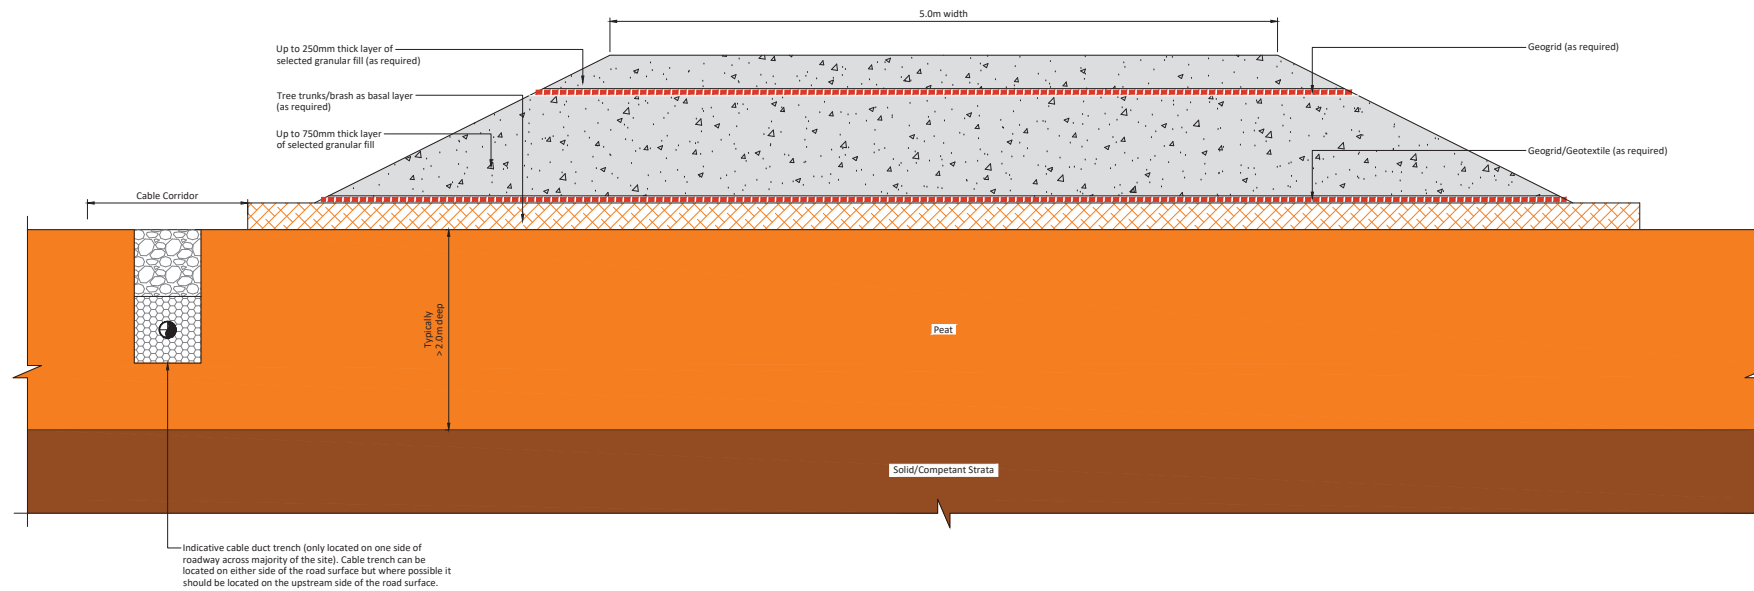 5.0m width
Up to 250mm thick layer of
selected granular fill (as required)
Geogrid (as required)
Tree trunks/brash as basal layer
(as required)
Up to 750mm thick layer
of selected granular fill
Geogrid/Geotextile (as required)
Cable Corridor
Typically
> 2.0m deep
Peat
Solid/Competant Strata
Indicative cable duct trench (only located on one side of
roadway across majority of the site). Cable trench can be
located on either side of the road surface but where possible it
should be located on the upstream side of the road surface.